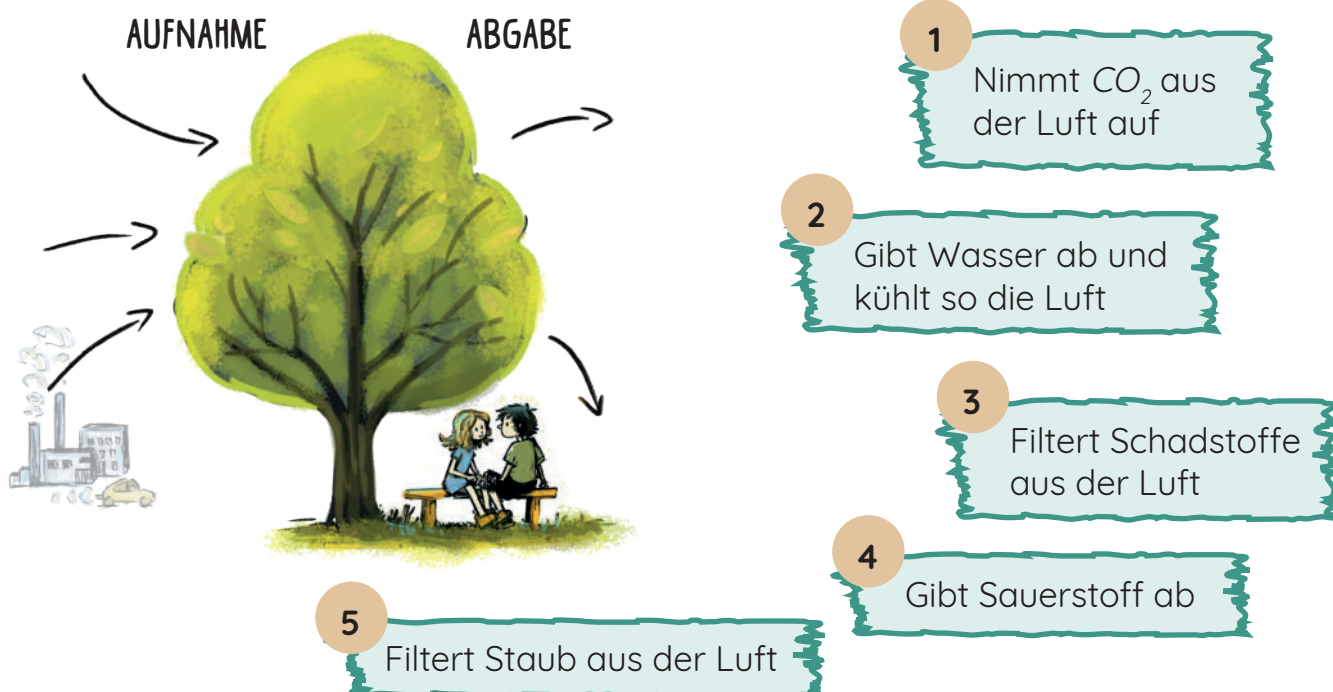 AUFNAHME
ABGABE
1
Nimmt CO₂ aus
der Luft auf
2
Gibt Wasser ab und
kühlt so die Luft
3
Filtert Schadstoffe
aus der Luft
4
Gibt Sauerstoff ab
5
Filtert Staub aus der Luft